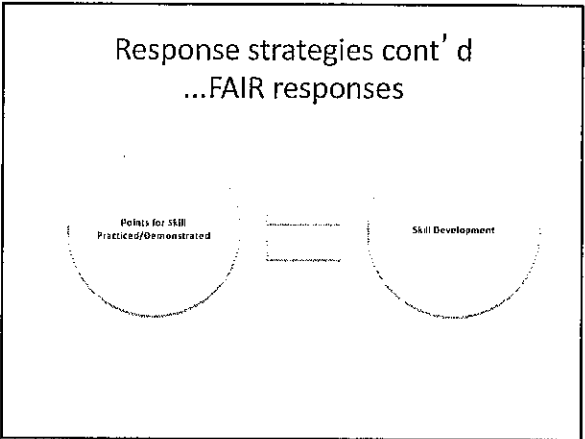 Response strategies cont' d
...FAIR responses
Points for Skill
Practiced/Demonstrated
Skill Development